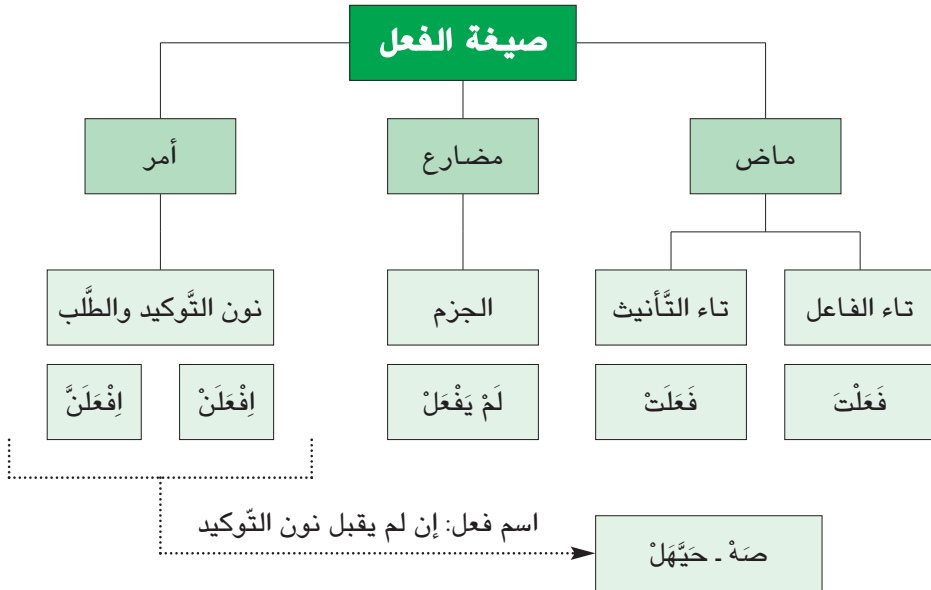 صيغة الفعل
ماض
مضارع
أمر
تاء الفاعل
تاء التَّأنيث
الجزم
نون التَّوكيد والطَّلب
فَعَلْتَ
فَعَلَتْ
لَمْ يَفْعَلْ
اِفْعَلَنْ
اِفْعَلَنَّ
اسم فعل: إن لم يقبل نون التّوكيد
صَهْ ـ حَيَّهَلْ